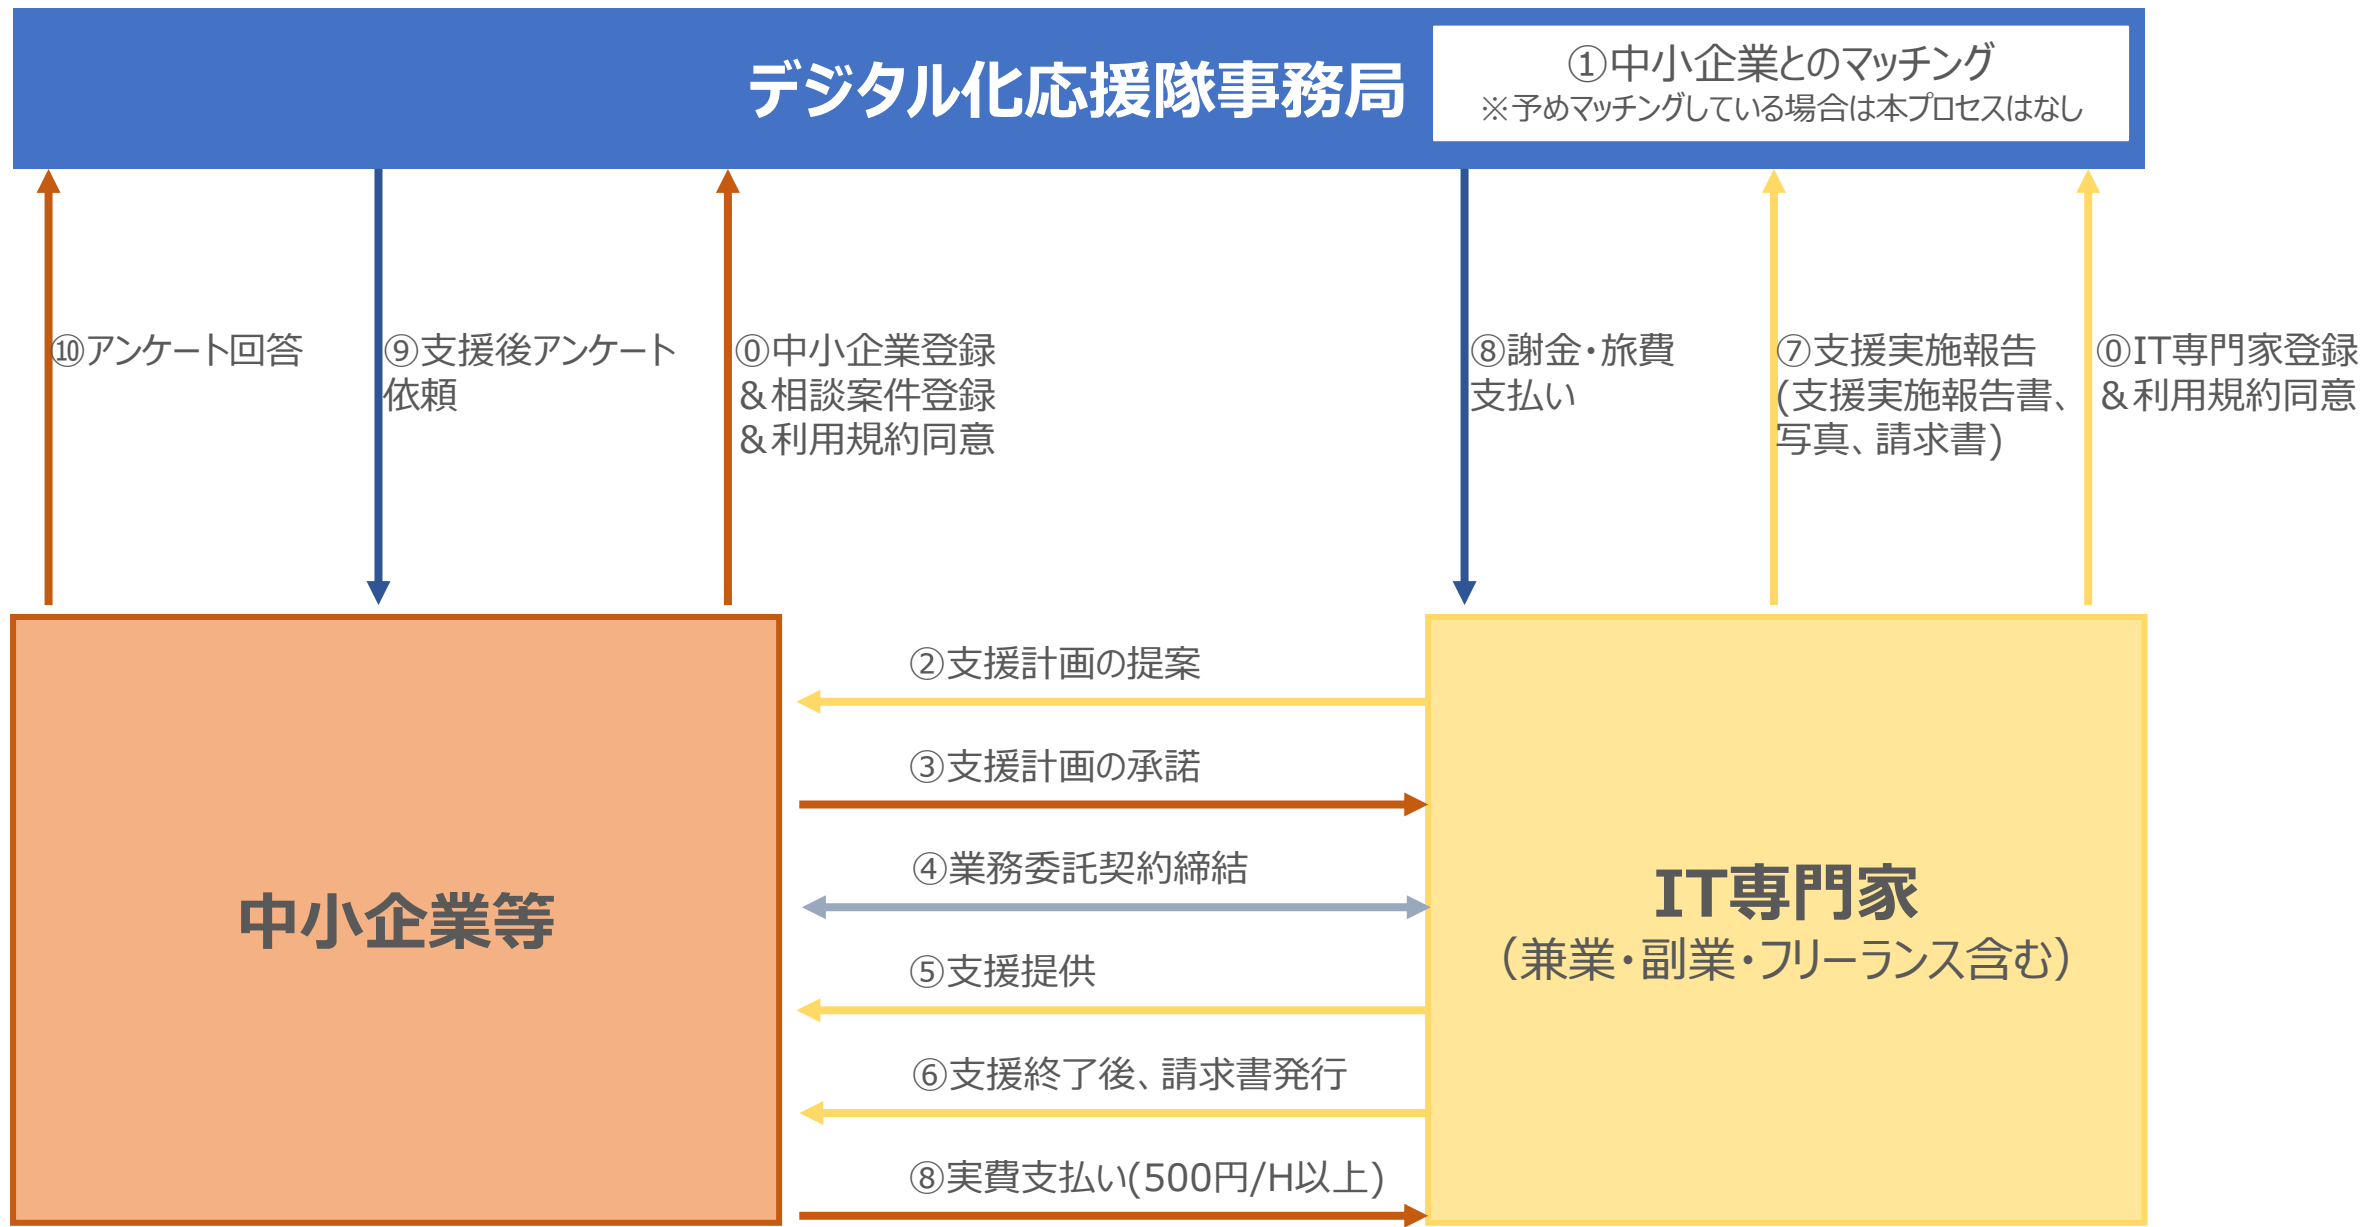 デジタル化応援隊事務局
①中小企業とのマッチング
※予めマッチングしている場合は本プロセスはなし
⑩アンケート回答
⑨支援後アンケート
依頼
⓪中小企業登録
＆相談案件登録
＆利用規約同意
⑧謝金・旅費
支払い
⑦支援実施報告
(支援実施報告書、
写真、請求書)
⓪IT専門家登録
＆利用規約同意
②支援計画の提案
③支援計画の承諾
④業務委託契約締結
⑤支援提供
⑥支援終了後、請求書発行
⑧実費支払い(500円/H以上)
中小企業等
IT専門家
（兼業・副業・フリーランス含む）